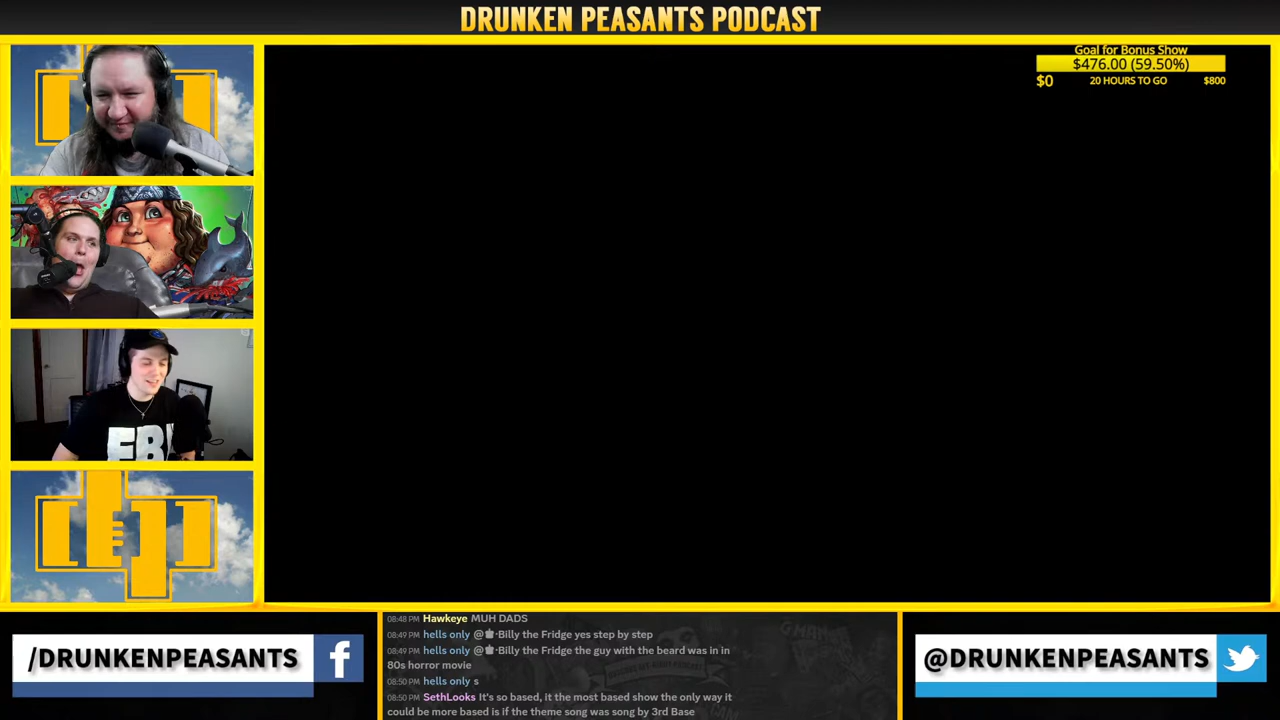 DRUNKEN PEASANTS PODCAST
Goal for Bonus Show
$476.00 (59.50%)
$0 20 HOURS TO GO $800
08:48 PM Hawkeye MUH DADS
08:49 PM hells only @Billy the Fridge yes step by step
08:49 PM hells only @Billy the Fridge the guy with the beard was in in
80s horror movie
08:50 PM hells only s
08:50 PM SethLooks It's so based, it the most based show the only way it
could be more based is if the theme song was song by 3rd Base
/DRUNKENPEASANTS f
@DRUNKENPEASANTS